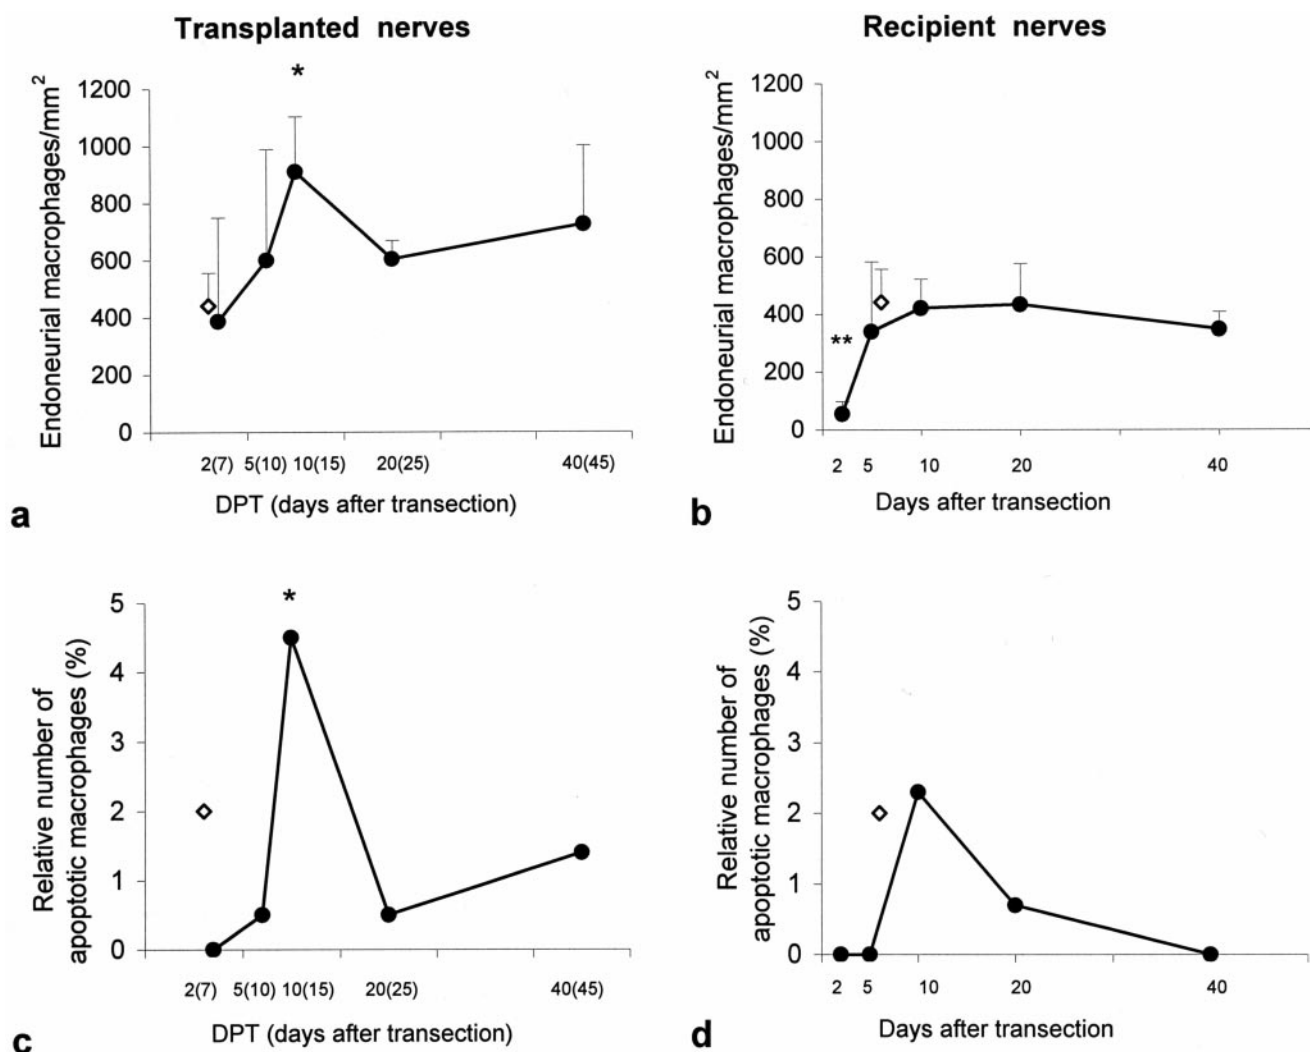 Transplanted nerves
*
1200
1000
800
600
400
200
0
Endoneurial macrophages/mm²
2(7) 5(10) 10(15) 20(25) 40(45)
DPT (days after transection)
a
Recipient nerves
1200
1000
800
600
400
200
0
Endoneurial macrophages/mm²
**
2 5 10 20 40
Days after transection
b
*
5
4
3
2
1
0
Relative number of
apoptotic macrophages (%)
2(7) 5(10) 10(15) 20(25) 40(45)
DPT (days after transection)
c
5
4
3
2
1
0
Relative number of
apoptotic macrophages (%)
2 5 10 20 40
Days after transection
d